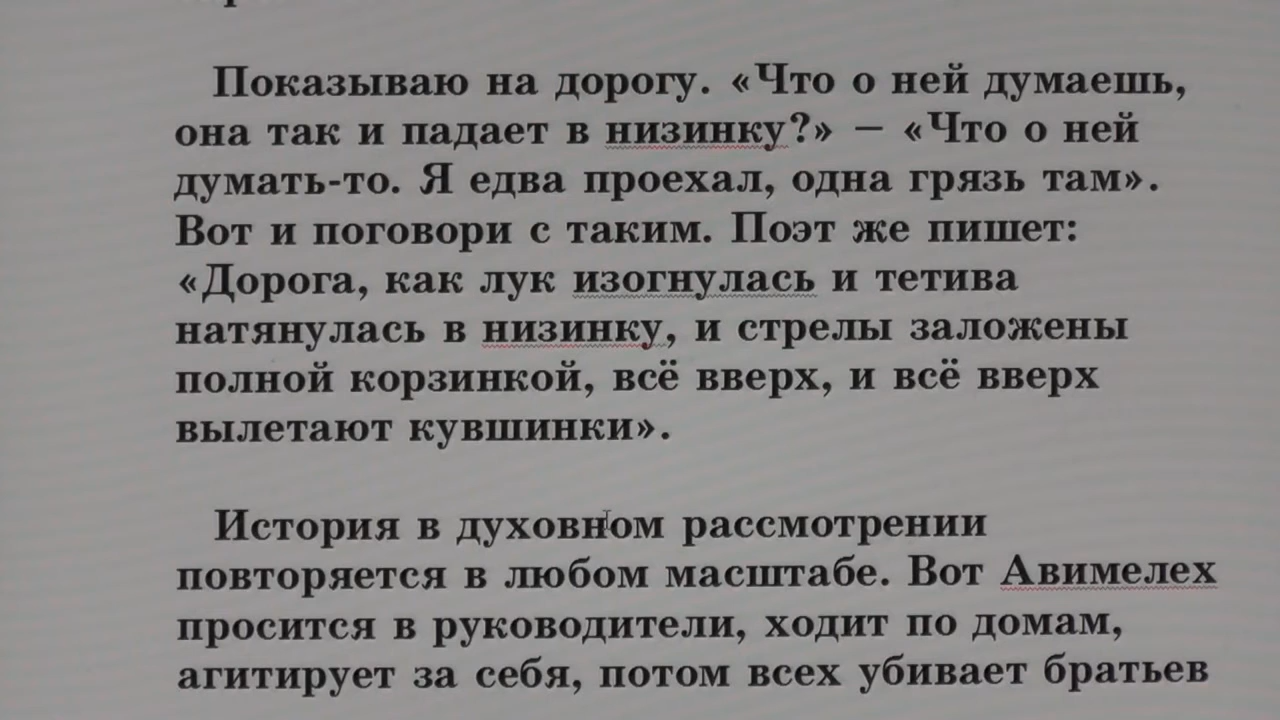 Показываю на дорогу. «Что о ней думаешь,
она так и падает в низинку?» – «Что о ней
думать-то. Я едва проехал, одна грязь там».
Вот и поговори с таким. Поэт же пишет:
«Дорога, как лук изогнулась и тетива
натянулась в низинку, и стрелы заложены
полной корзинкой, всё вверх, и всё вверх
вылетают кувшинки».
История в духовном рассмотрении
повторяется в любом масштабе. Вот Авимелех
просится в руководители, ходит по домам,
агитирует за себя, потом всех убивает братьев